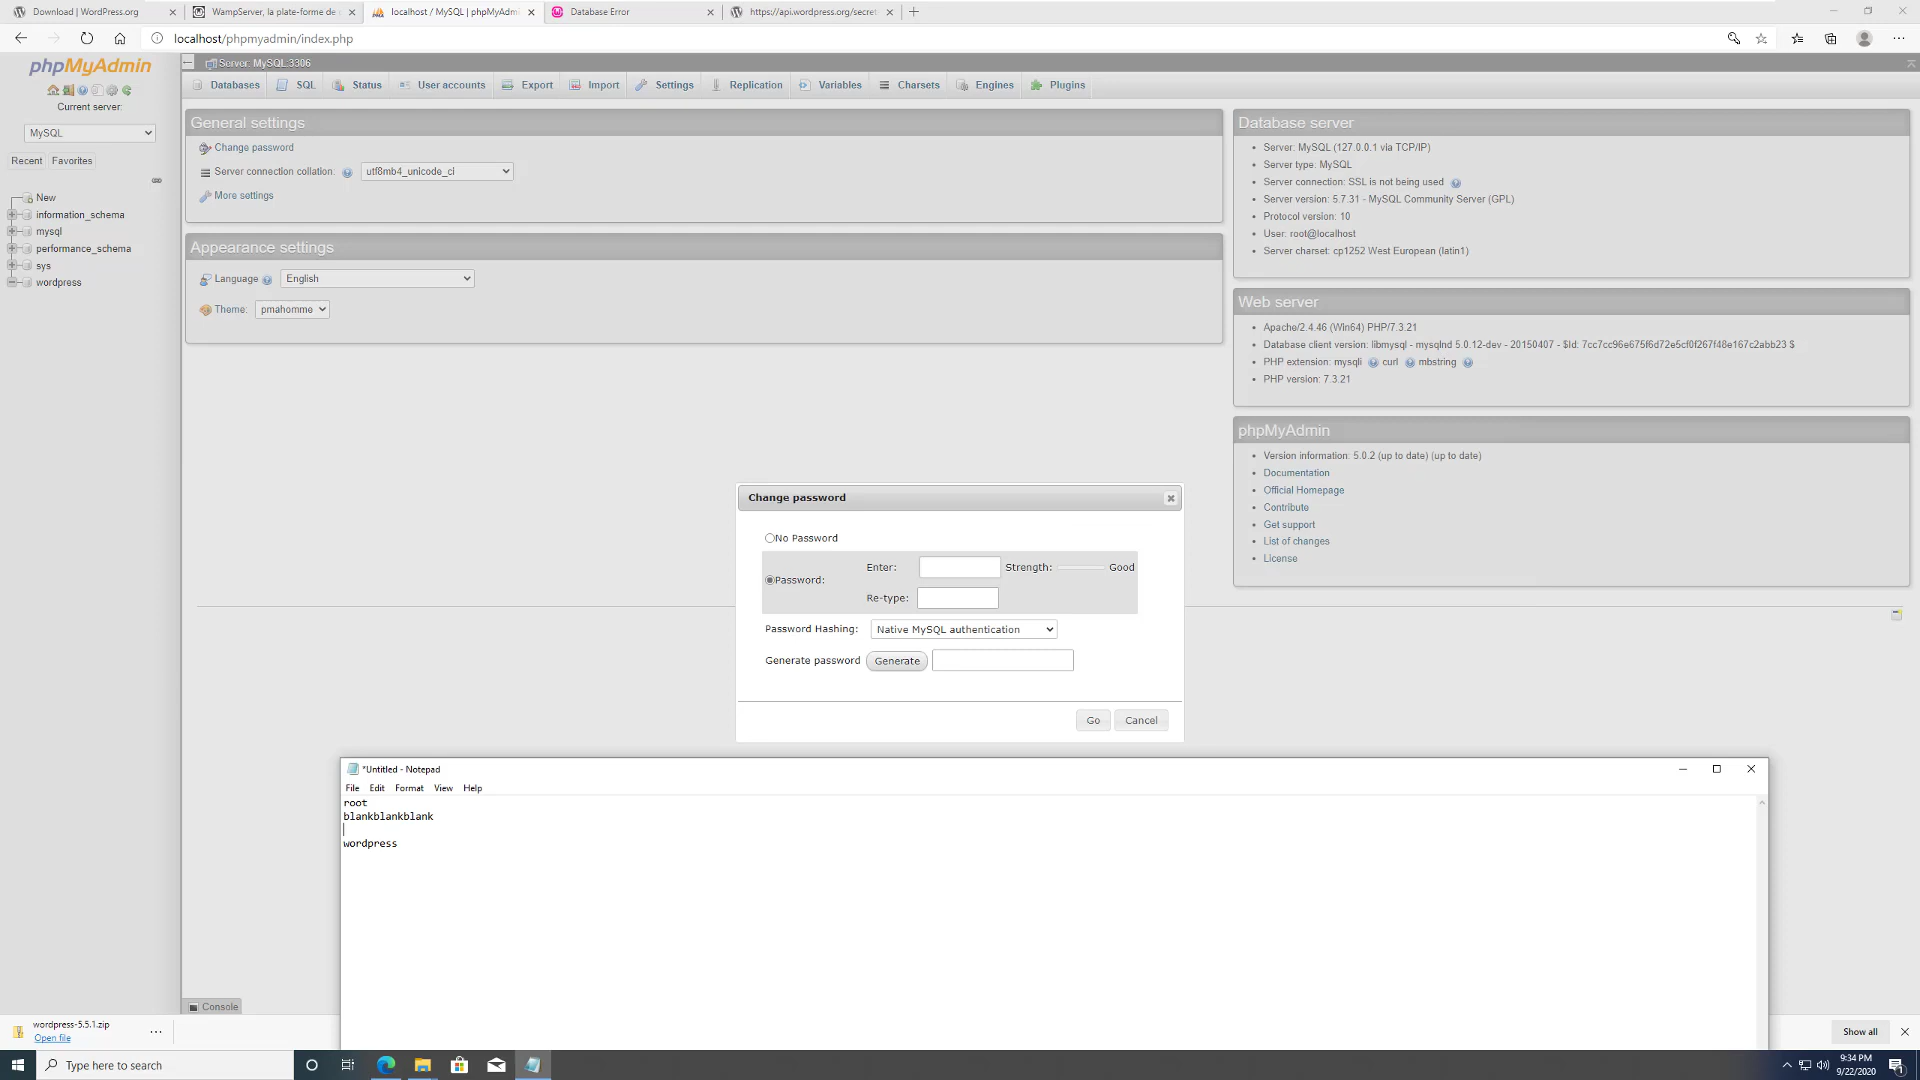 Download | WordPress.org
WampServer, la plate-forme de
localhost / MySQL | phpMyAdmin
Database Error
https://api.wordpress.org/secret
localhost/phpmyadmin/index.php
phpMyAdmin
Current server:
MySQL
Recent Favorites
New
information_schema
mysql
performance_schema
sys
wordpress
Server: MySQL:3306
Databases SQL Status User accounts Export Import Settings Replication Variables Charsets Engines Plugins
General settings
Change password
Server connection collation: utf8mb4_unicode_ci
More settings
Appearance settings
Language English
Theme: pmahomme
Database server
Server: MySQL (127.0.0.1 via TCP/IP)
Server type: MySQL
Server connection: SSL is not being used
Server version: 5.7.31 - MySQL Community Server (GPL)
Protocol version: 10
User: root@localhost
Server charset: cp1252 West European (latin1)
Web server
Apache/2.4.46 (Win64) PHP/7.3.21
Database client version: libmysql - mysqlnd 5.0.12-dev - 20150407 - $Id: 7cc7cc96e675f6d72e5cf0f267f48e167c2abb23 $
PHP extension: mysqli curl mbstring
PHP version: 7.3.21
phpMyAdmin
Version information: 5.0.2 (up to date) (up to date)
Documentation
Official Homepage
Contribute
Get support
List of changes
License
Change password
No Password
Password:
Enter: Strength: Good
Re-type:
Password Hashing: Native MySQL authentication
Generate password Generate
Go Cancel
*Untitled - Notepad
File Edit Format View Help
root
blankblankblank
wordpress
Console
wordpress-5.5.1.zip
Open file
Show all
Type here to search
9:34 PM
9/22/2020